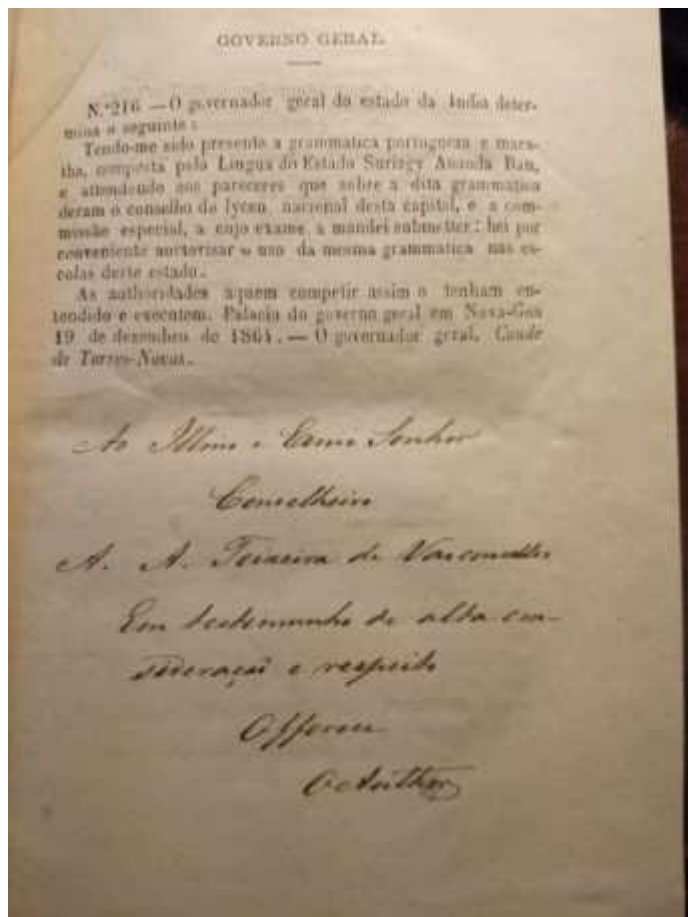 GOVERNO GERAL
N.º 216 — O governador geral do estado da India deter-
mina o seguinte:
Tendo-me sido presente a grammatica portugueza e mara-
tha, composta pelo Lingua do Estado Suriagy Ananda Rau,
e attendendo aos pareceres que sobre a dita grammatica
deram o conselho do lyceu nacional desta capital, e a com-
missão especial, a cujo exame a mandei submetter: hei por
conveniente auctorisar o uso da mesma grammatica nas es-
colas deste estado.
As authoridades aquem competir assim o tenham en-
tendido e executem. Palacio do governo geral em Nova-Goa
19 de dezembro de 1864. — O governador geral, Conde
de Torres-Novas.
Ao Illmo e Exmo Senhor
Conselheiro
A. A. Teixeira de Vasconcellos
Em testemunho de alta con-
sideração e respeito
Offerece
O Author